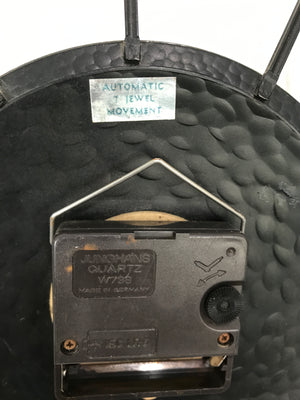 AUTOMATIC
7 JEWEL
MOVEMENT
JUNGHANS
QUARTZ
W738
MADE IN GERMANY